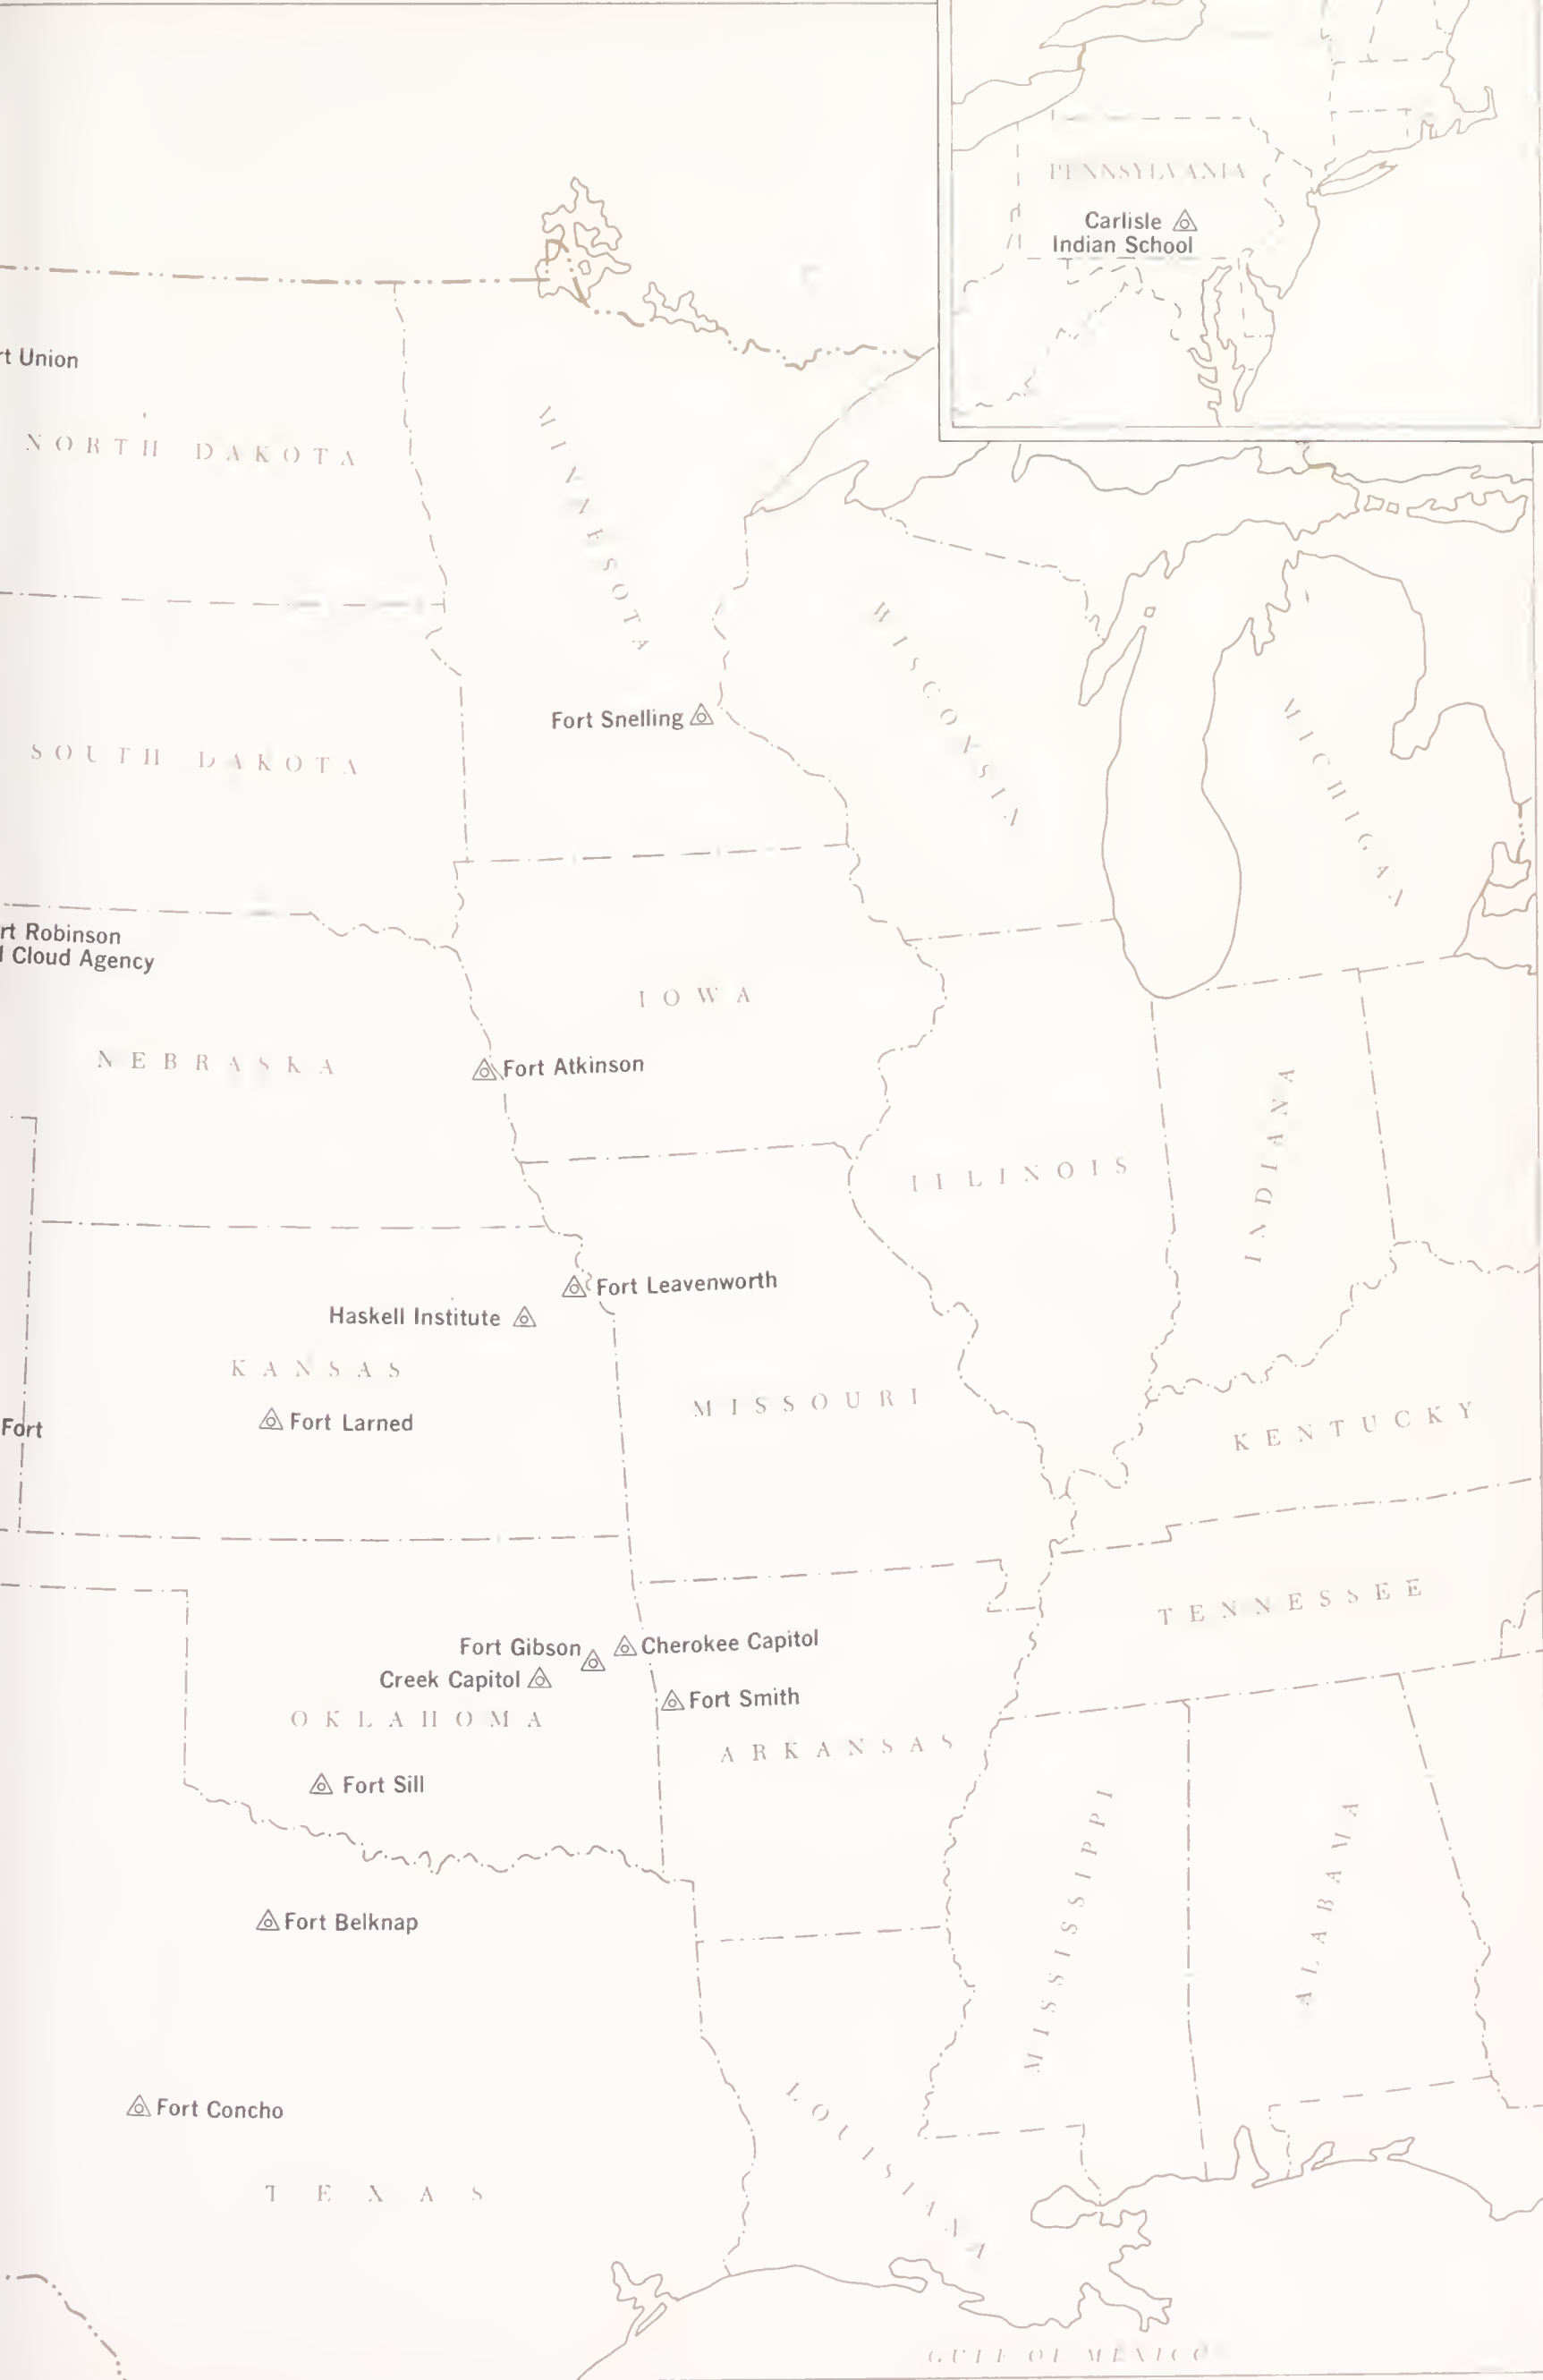 PENNSYLVANIA
Carlisle
Indian School
rt Union
NORTH DAKOTA
MINNESOTA
WISCONSIN
MICHIGAN
Fort Snelling
SOUTH DAKOTA
rt Robinson
l Cloud Agency
IOWA
NEBRASKA
Fort Atkinson
ILLINOIS
INDIANA
Fort Leavenworth
Haskell Institute
KANSAS
MISSOURI
Fort Larned
Fort
KENTUCKY
TENNESSEE
Fort Gibson
Cherokee Capitol
Creek Capitol
Fort Smith
OKLAHOMA
ARKANSAS
Fort Sill
MISSISSIPPI
ALABAMA
Fort Belknap
Fort Concho
LOUISIANA
TEXAS
GULF OF MEXICO